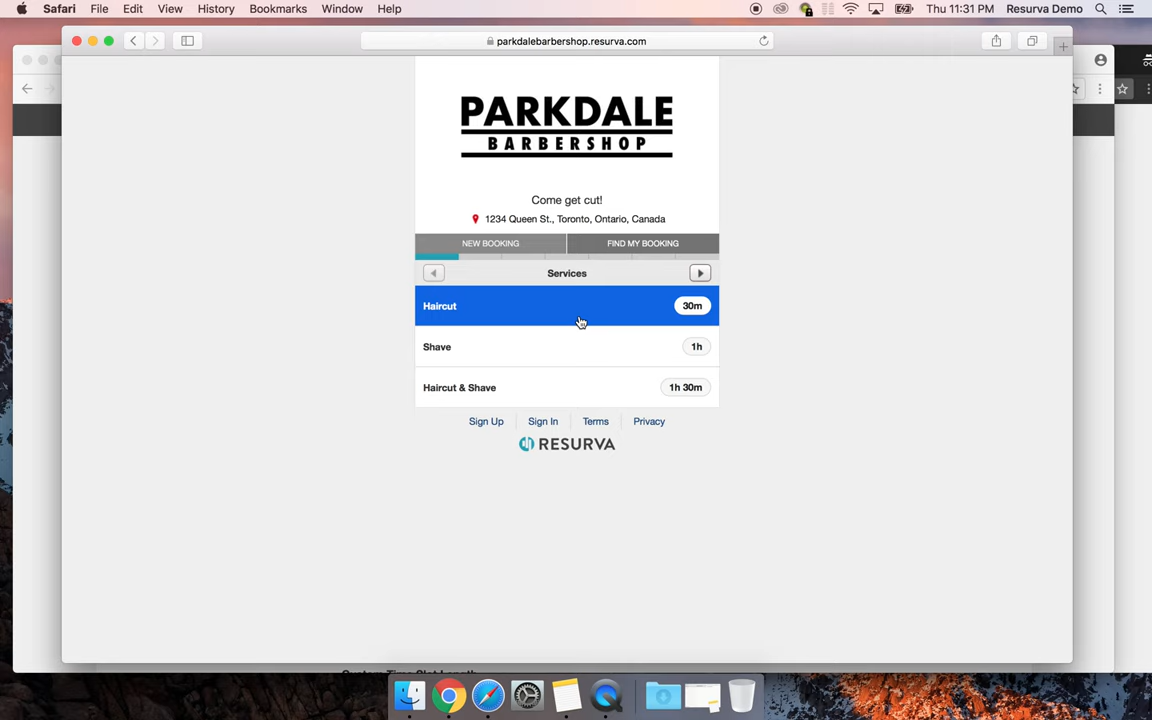 Safari File Edit View History Bookmarks Window Help Thu 11:31 PM Resurva Demo
parkdalebarbershop.resurva.com
PARKDALE
BARBERSHOP
Come get cut!
1234 Queen St., Toronto, Ontario, Canada
NEW BOOKING FIND MY BOOKING
Services
Haircut 30m
Shave 1h
Haircut & Shave 1h 30m
Sign Up Sign In Terms Privacy
RESURVA